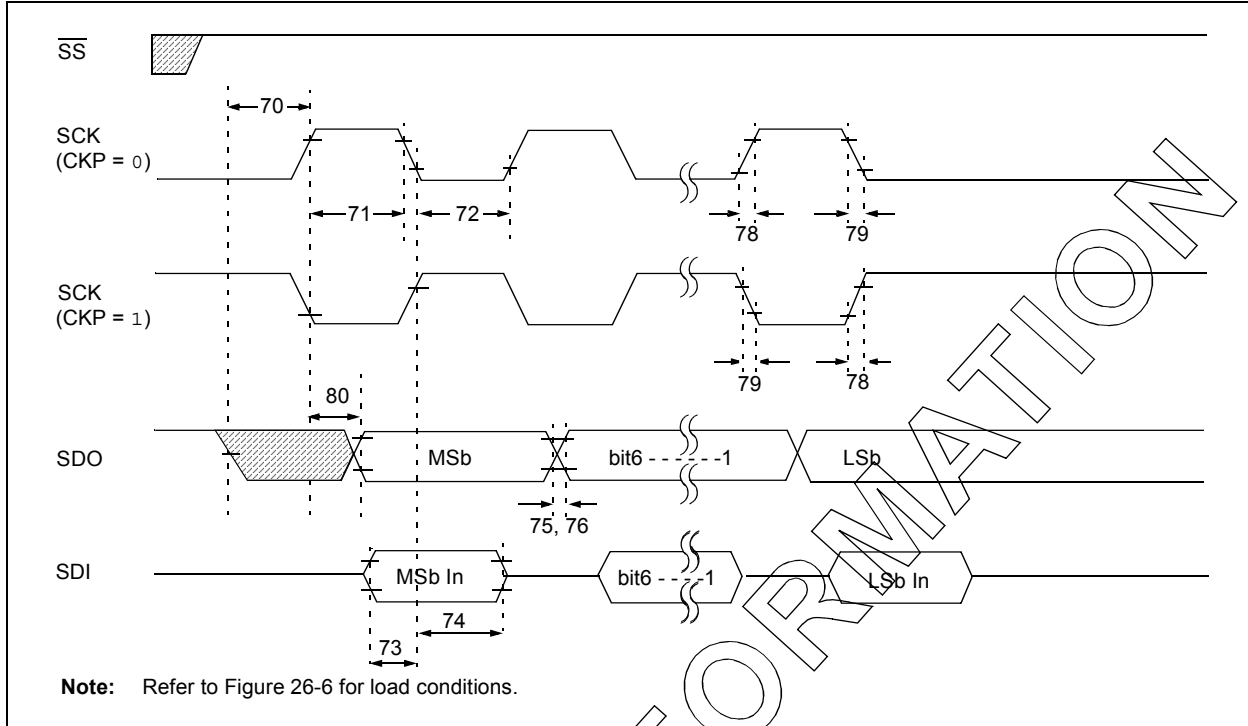 SS
70
SCK
(CKP = 0)
71
72
78
79
SCK
(CKP = 1)
79
78
80
SDO
MSb
bit6 - - - - - -1
LSb
75, 76
SDI
MSb In
bit6 - - - -1
LSb In
74
73
Note: Refer to Figure 26-6 for load conditions.
FORMATION